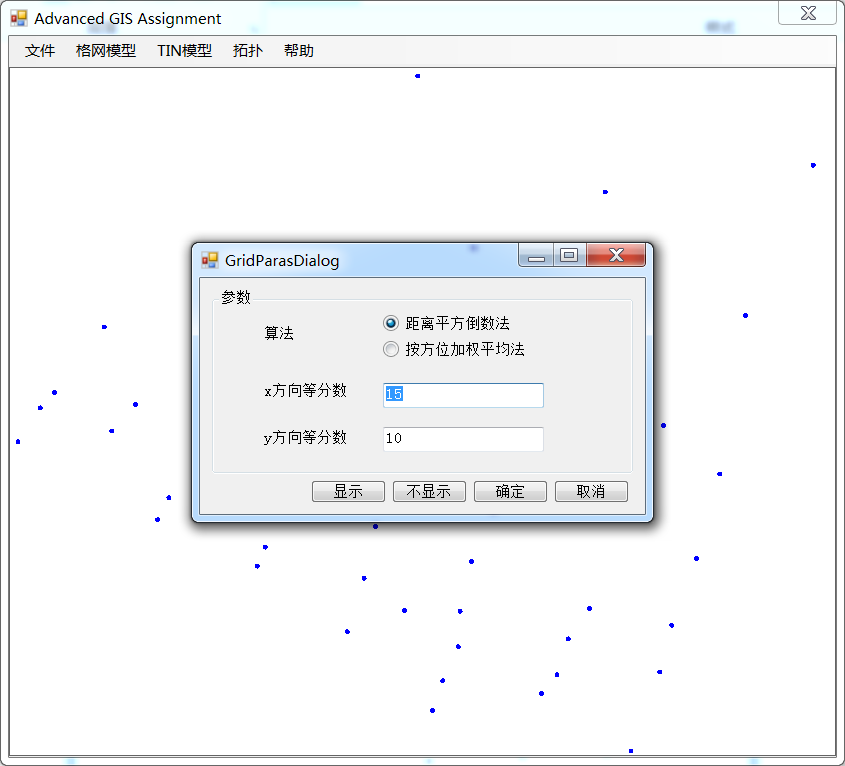 Advanced GIS Assignment
文件 格网模型 TIN模型 拓扑 帮助
GridParasDialog
参数
算法
距离平方倒数法
按方位加权平均法
x方向等分数 15
y方向等分数 10
显示 不显示 确定 取消